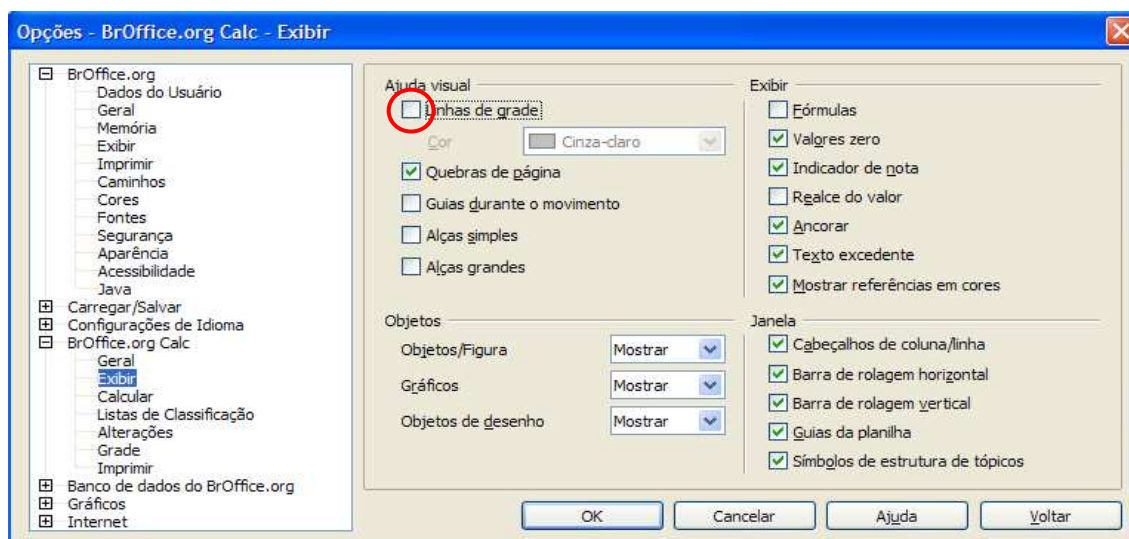 Opções - BrOffice.org Calc - Exibir
BrOffice.org
Dados do Usuário
Geral
Memória
Exibir
Imprimir
Caminhos
Cores
Fontes
Segurança
Aparência
Acessibilidade
Java
Carregar/Salvar
Configurações de Idioma
BrOffice.org Calc
Geral
Exibir
Calcular
Listas de Classificação
Alterações
Grade
Imprimir
Banco de dados do BrOffice.org
Gráficos
Internet
Ajuda visual
Linhas de grade
Cor Cinza-claro
Quebras de página
Guias durante o movimento
Alças simples
Alças grandes
Objetos
Objetos/Figura Mostrar
Gráficos Mostrar
Objetos de desenho Mostrar
Exibir
Fórmulas
Valores zero
Indicador de nota
Realce do valor
Ancorar
Texto excedente
Mostrar referências em cores
Janela
Cabeçalhos de coluna/linha
Barra de rolagem horizontal
Barra de rolagem vertical
Guias da planilha
Símbolos de estrutura de tópicos
OK Cancelar Ajuda Voltar